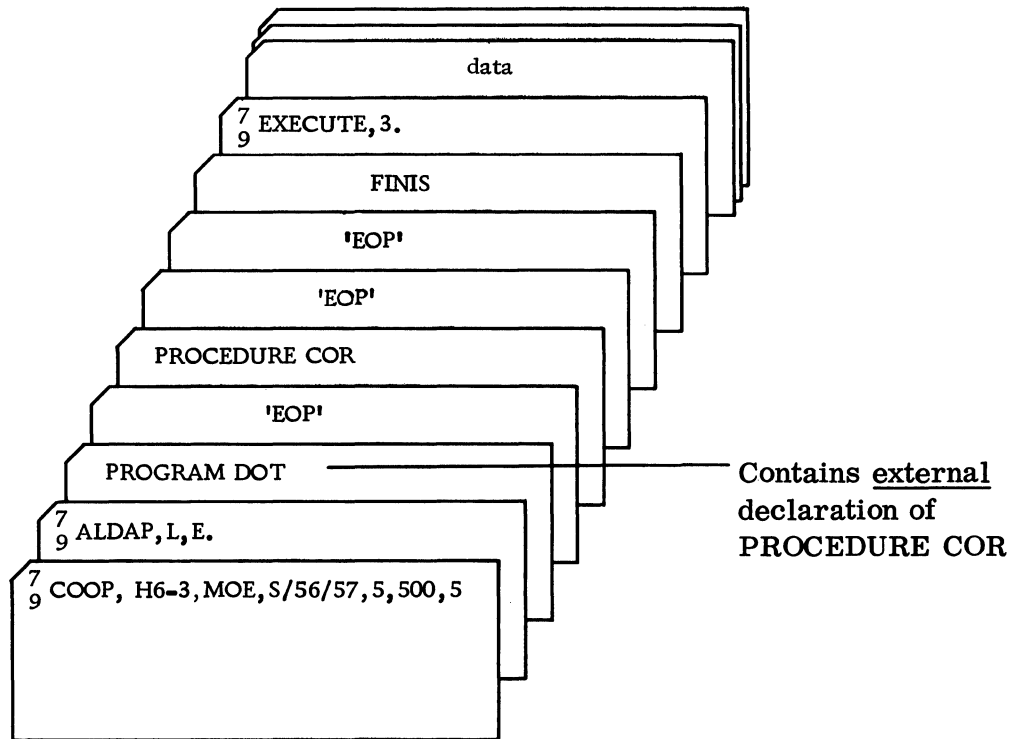 data
7
9 EXECUTE, 3.
FINIS
'EOP'
'EOP'
PROCEDURE COR
'EOP'
PROGRAM DOT
Contains external
declaration of
PROCEDURE COR
7
9 ALDAP, L, E.
7
9 COOP, H6-3, MOE, S/56/57, 5, 500, 5